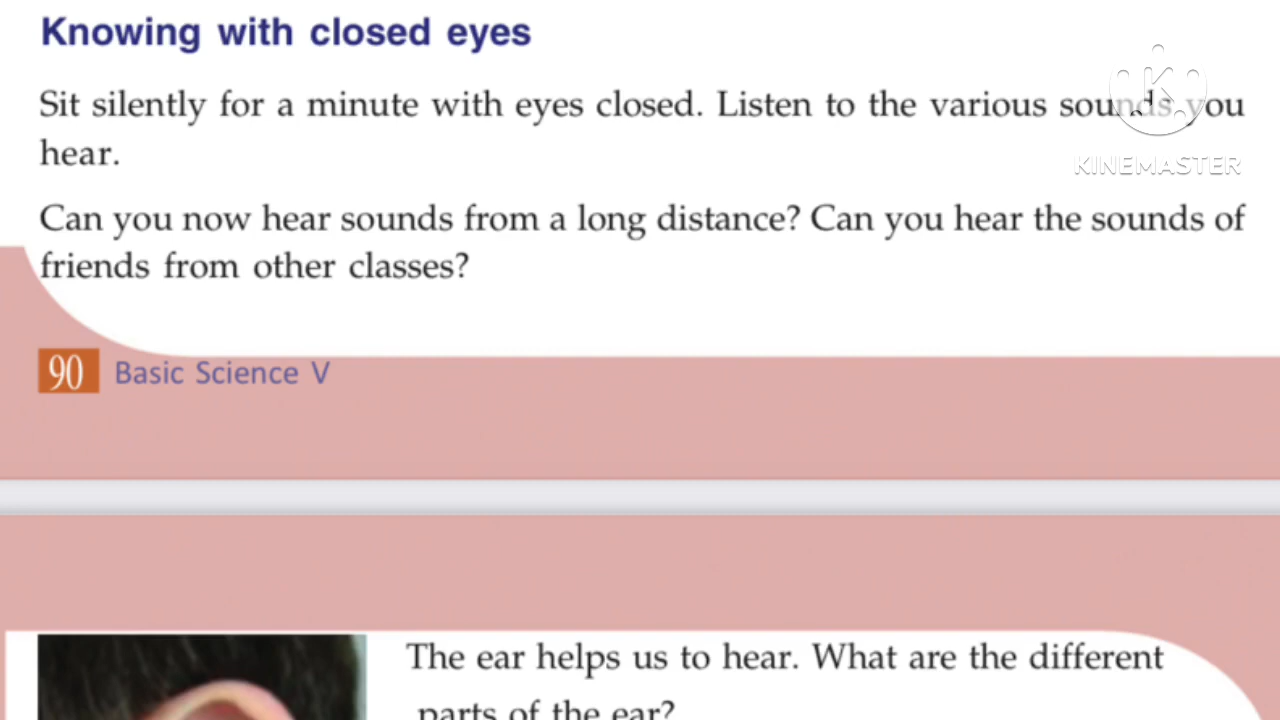 Knowing with closed eyes
Sit silently for a minute with eyes closed. Listen to the various sounds you
hear.
Can you now hear sounds from a long distance? Can you hear the sounds of
friends from other classes?
90 Basic Science V
The ear helps us to hear. What are the different
parts of the ear?
K
KINEMASTER